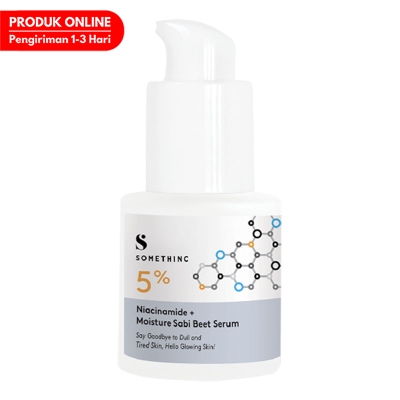 PRODUK ONLINE
Pengiriman 1-3 Hari
S
SOMETHINC
5%
Niacinamide +
Moisture Sabi Beet Serum
Say Goodbye to Dull and
Tired Skin, Hello Glowing Skin!